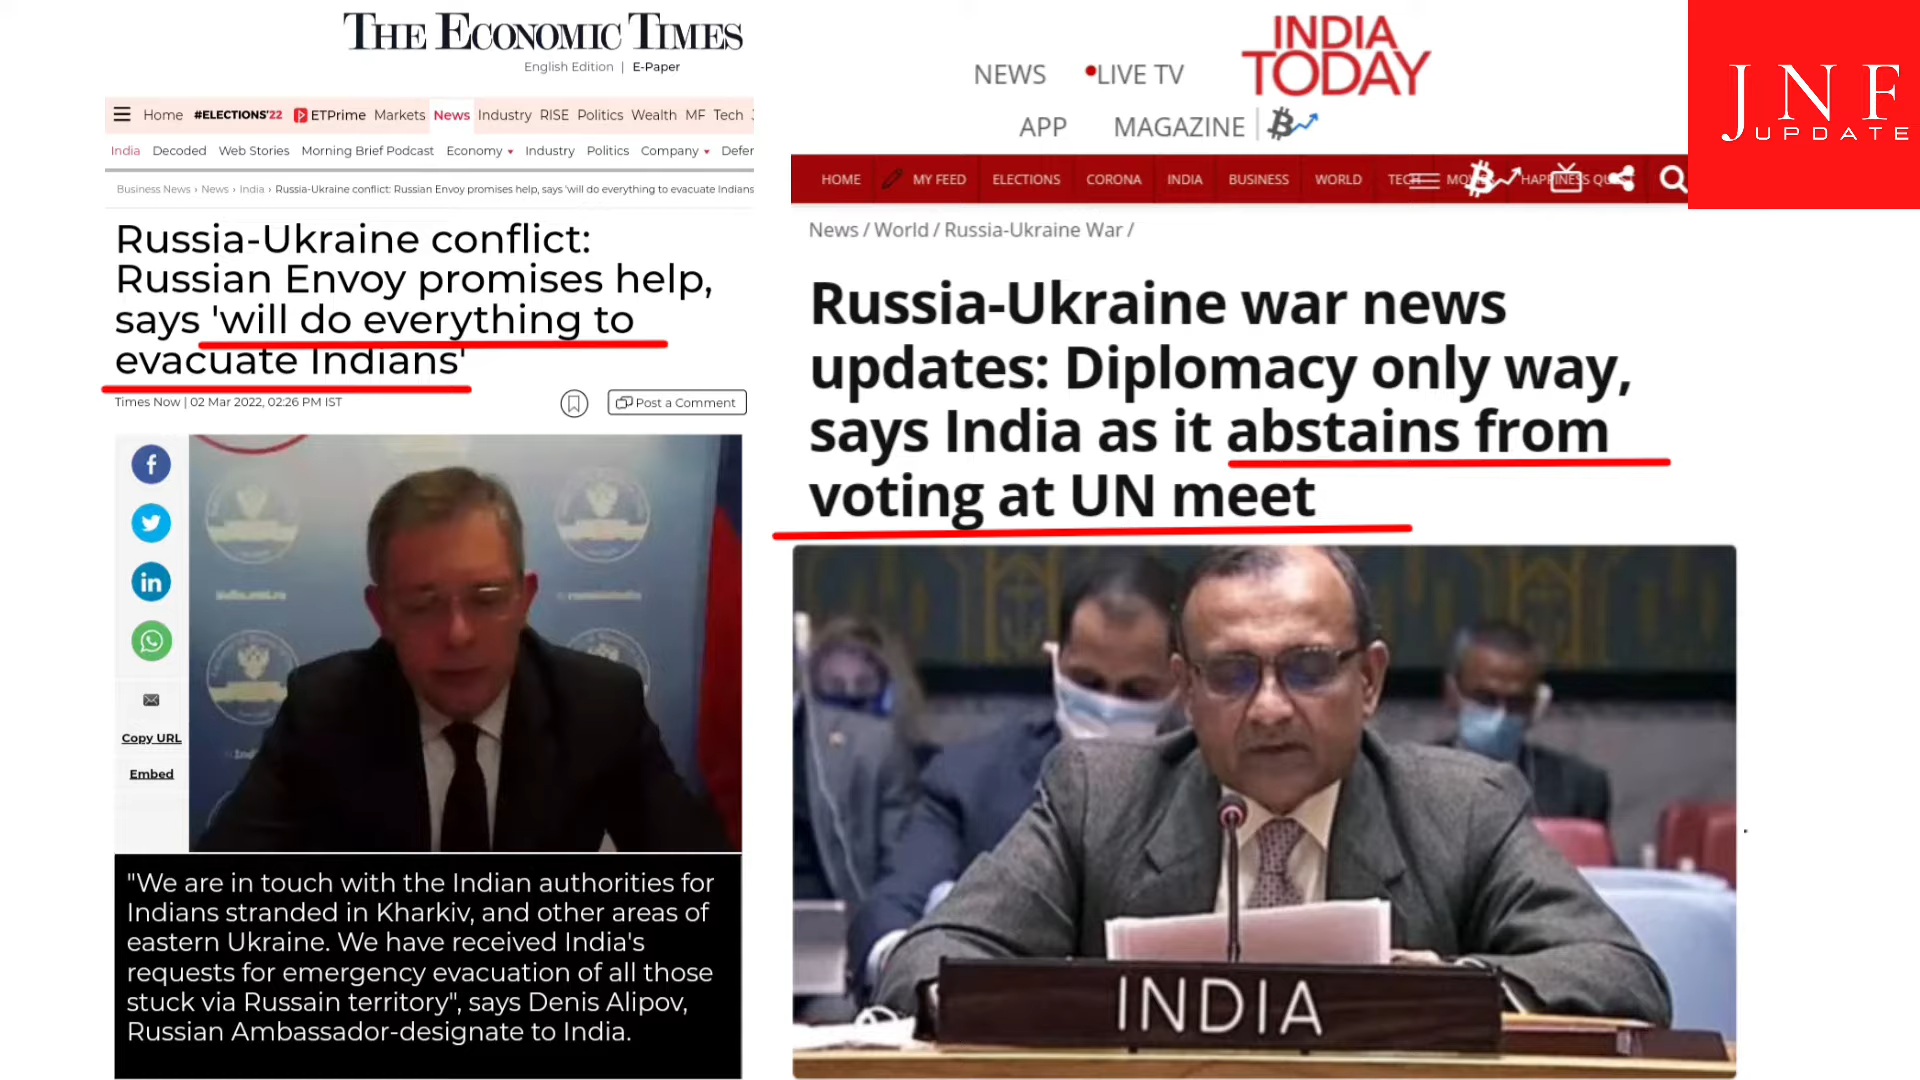 THE ECONOMIC TIMES
English Edition | E-Paper
Home #ELECTIONS'22 ETPrime Markets News Industry RISE Politics Wealth MF Tech
India Decoded Web Stories Morning Brief Podcast Economy Industry Politics Company Defen
Business News › News › India › Russia-Ukraine conflict: Russian Envoy promises help, says 'will do everything to evacuate Indians
Russia-Ukraine conflict:
Russian Envoy promises help,
says 'will do everything to
evacuate Indians'
Times Now | 02 Mar 2022, 02:26 PM IST
Post a Comment
f
in
Copy URL
Embed
"We are in touch with the Indian authorities for
Indians stranded in Kharkiv, and other areas of
eastern Ukraine. We have received India's
requests for emergency evacuation of all those
stuck via Russain territory", says Denis Alipov,
Russian Ambassador-designate to India.
INDIA
TODAY
NEWS LIVE TV
APP MAGAZINE
HOME MY FEED ELECTIONS CORONA INDIA BUSINESS WORLD TECH
News / World / Russia-Ukraine War /
Russia-Ukraine war news
updates: Diplomacy only way,
says India as it abstains from
voting at UN meet
INDIA
JNF
UPDATE